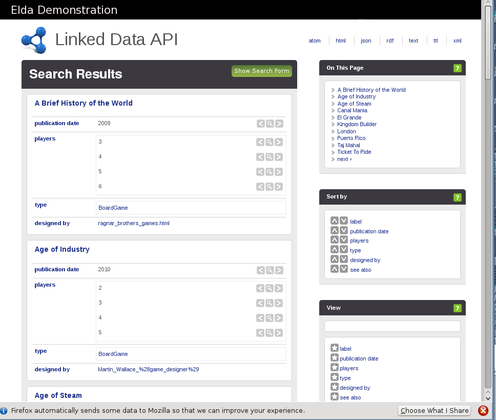 Elda Demonstration
Linked Data API
atom html json rdf text ttl xml
Search Results
Show Search Form
A Brief History of the World
publication date 2009
players 3
4
5
6
type BoardGame
designed by ragnar_brothers_games.html
Age of Industry
publication date 2010
players 2
3
4
5
type BoardGame
designed by Martin_Wallace_%28game_designer%29
Age of Steam
On This Page ?
A Brief History of the World
Age of Industry
Age of Steam
Canal Mania
El Grande
Kingdom Builder
London
Puerto Rico
Taj Mahal
Ticket To Ride
next ›
Sort by ?
label
publication date
players
type
designed by
see also
View ?
label
publication date
players
type
designed by
see also
Firefox automatically sends some data to Mozilla so that we can improve your experience.
Choose What I Share